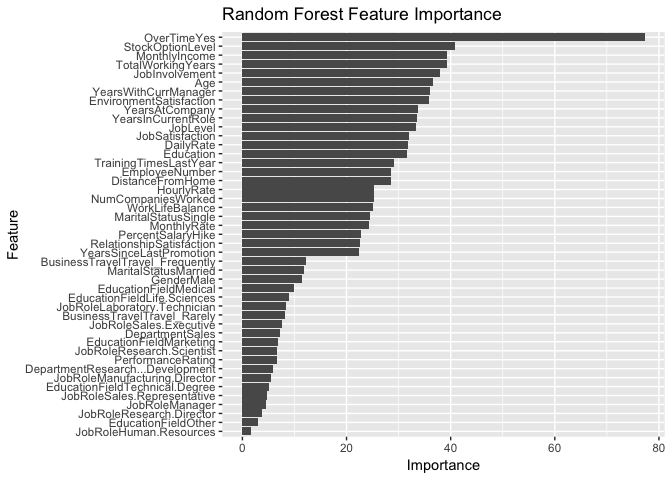 Random Forest Feature Importance
Feature
OverTimeYes
StockOptionLevel
MonthlyIncome
TotalWorkingYears
JobInvolvement
Age
YearsWithCurrManager
EnvironmentSatisfaction
YearsAtCompany
YearsInCurrentRole
JobLevel
JobSatisfaction
DailyRate
Education
TrainingTimesLastYear
EmployeeNumber
DistanceFromHome
HourlyRate
NumCompaniesWorked
WorkLifeBalance
MaritalStatusSingle
MonthlyRate
PercentSalaryHike
RelationshipSatisfaction
YearsSinceLastPromotion
BusinessTravelTravel_Frequently
MaritalStatusMarried
GenderMale
EducationFieldMedical
EducationFieldLife.Sciences
JobRoleLaboratory.Technician
BusinessTravelTravel_Rarely
JobRoleSales.Executive
DepartmentSales
EducationFieldMarketing
JobRoleResearch.Scientist
PerformanceRating
DepartmentResearch...Development
JobRoleManufacturing.Director
EducationFieldTechnical.Degree
JobRoleSales.Representative
JobRoleManager
JobRoleResearch.Director
EducationFieldOther
JobRoleHuman.Resources
0 20 40 60 80
Importance